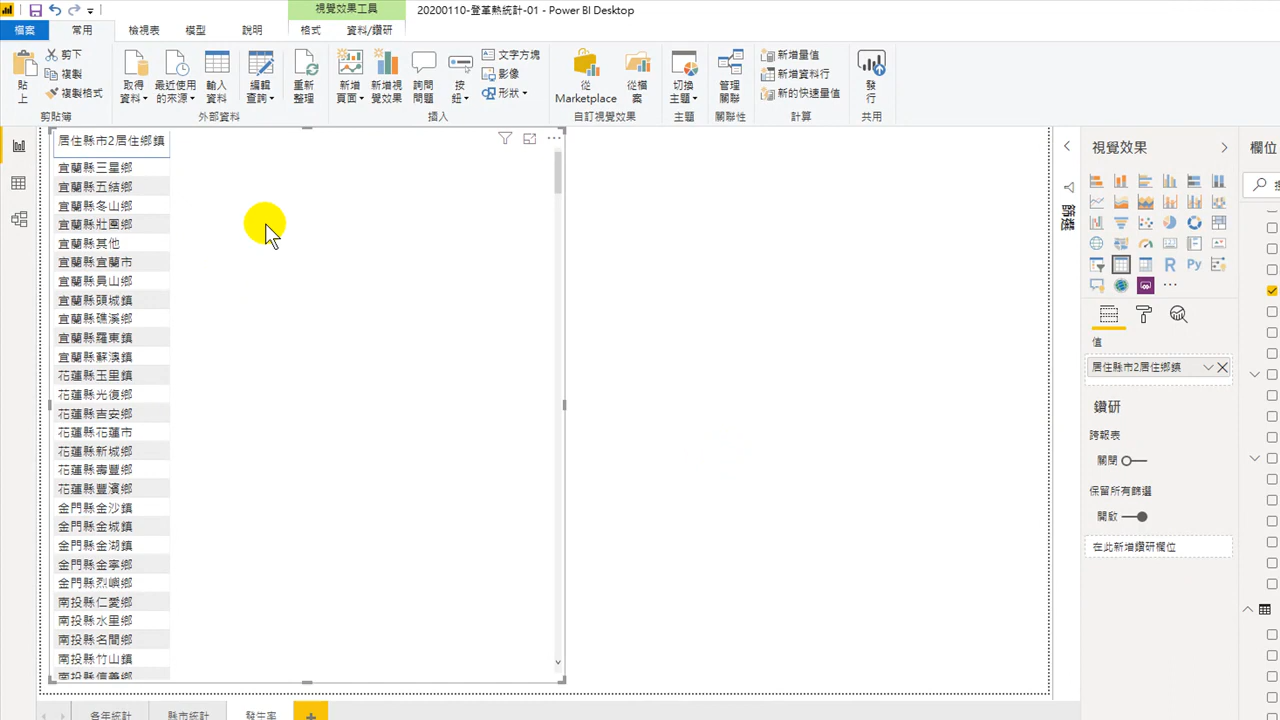 視覺效果工具
20200110-登革熱統計-01 - Power BI Desktop
檔案
常用
檢視表
模型
說明
格式
資料/鑽研
貼上
剪下
複製
複製格式
剪貼簿
取得資料
最近使用的來源
輸入資料
編輯查詢
重新整理
外部資料
新增頁面
新增視覺效果
詢問問題
按鈕
文字方塊
影像
形狀
插入
從 Marketplace
從檔案
自訂視覺效果
切換主題
主題
管理關聯
關聯性
新增量值
新增資料行
新的快速量值
計算
發行
共用
居住縣市2居住鄉鎮
宜蘭縣三星鄉
宜蘭縣五結鄉
宜蘭縣冬山鄉
宜蘭縣壯圍鄉
宜蘭縣其他
宜蘭縣宜蘭市
宜蘭縣員山鄉
宜蘭縣頭城鎮
宜蘭縣礁溪鄉
宜蘭縣羅東鎮
宜蘭縣蘇澳鎮
花蓮縣玉里鎮
花蓮縣光復鄉
花蓮縣吉安鄉
花蓮縣花蓮市
花蓮縣新城鄉
花蓮縣壽豐鄉
花蓮縣豐濱鄉
金門縣金沙鎮
金門縣金城鎮
金門縣金湖鎮
金門縣金寧鄉
金門縣烈嶼鄉
南投縣仁愛鄉
南投縣水里鄉
南投縣名間鄉
南投縣竹山鎮
南投縣信義鄉
篩選
視覺效果
R
Py
值
居住縣市2居住鄉鎮
鑽研
跨報表
關閉
保留所有篩選
開啟
在此新增鑽研欄位
欄位
各年統計
縣市統計
發生率